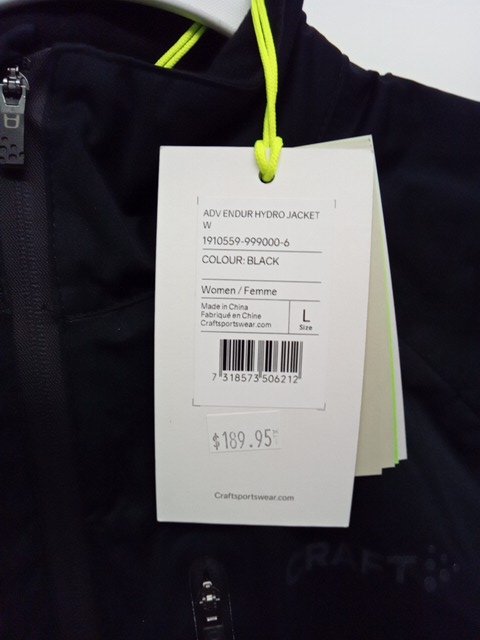 ADV ENDUR HYDRO JACKET
W
1910559-999000-6
COLOUR: BLACK
Women / Femme
Made in China
Fabriqué en Chine
Craftsportswear.com
L
Size
7 318573 506212
$189.95
Craftsportswear.com
CRAFT